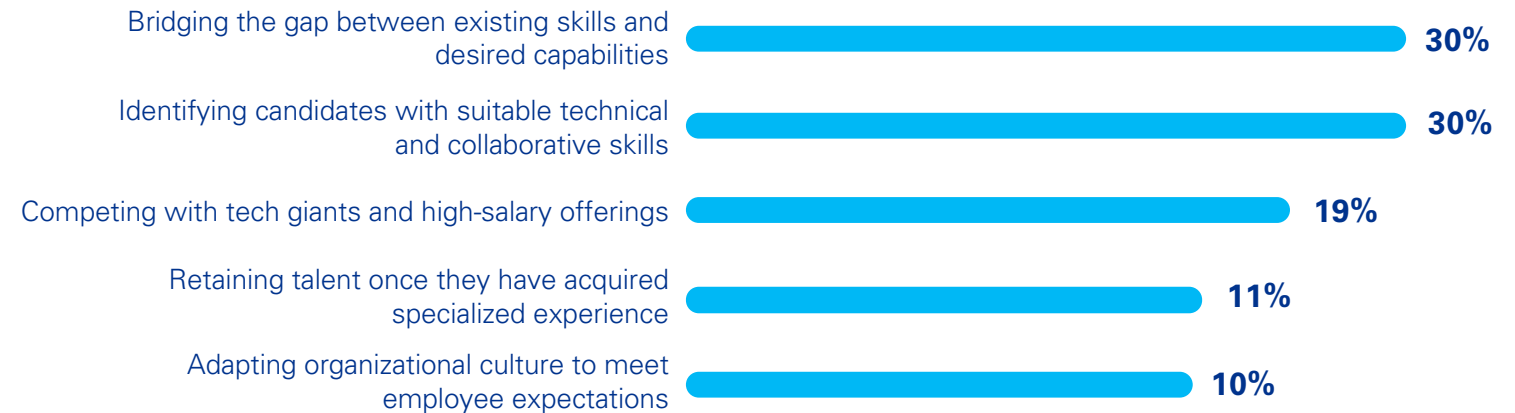 Bridging the gap between existing skills and
desired capabilities
30%
Identifying candidates with suitable technical
and collaborative skills
30%
Competing with tech giants and high-salary offerings
19%
Retaining talent once they have acquired
specialized experience
11%
Adapting organizational culture to meet
employee expectations
10%